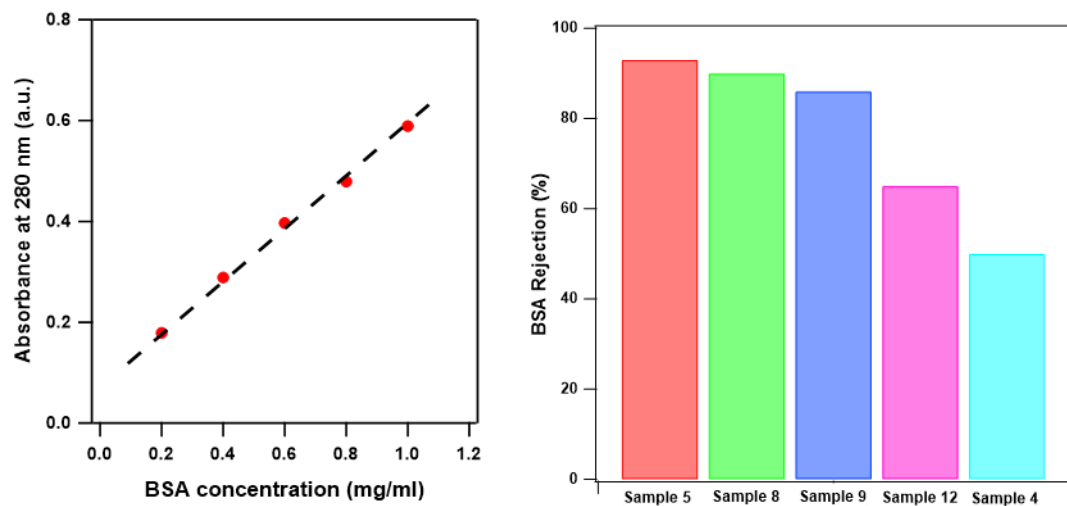 0.8
0.6
0.4
0.2
0.0
Absorbance at 280 nm (a.u.)
0.0 0.2 0.4 0.6 0.8 1.0 1.2
BSA concentration (mg/ml)
100
80
60
40
20
0
BSA Rejection (%)
Sample 5 Sample 8 Sample 9 Sample 12 Sample 4